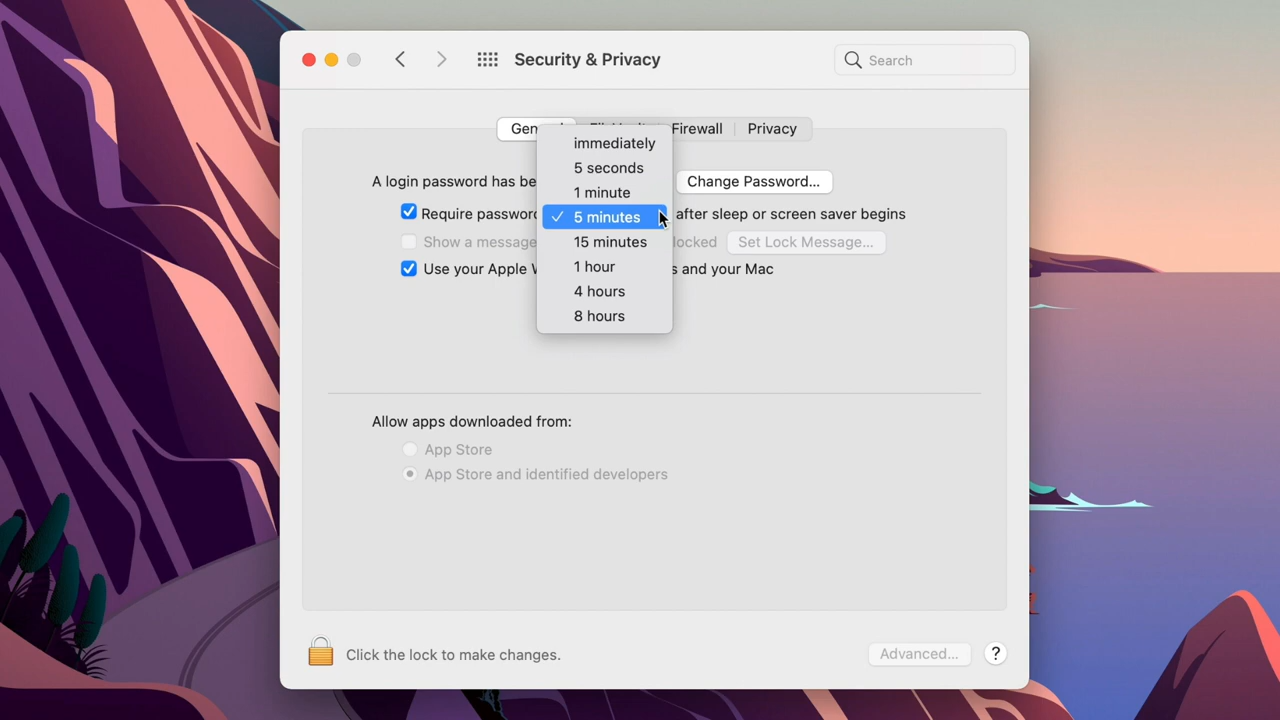 Security & Privacy
Search
Firewall
Privacy
immediately
5 seconds
1 minute
5 minutes
15 minutes
1 hour
4 hours
8 hours
A login password has be
Change Password...
Require password
after sleep or screen saver begins
Show a message
locked
Set Lock Message...
Use your Apple
s and your Mac
Allow apps downloaded from:
App Store
App Store and identified developers
Click the lock to make changes.
Advanced...
?